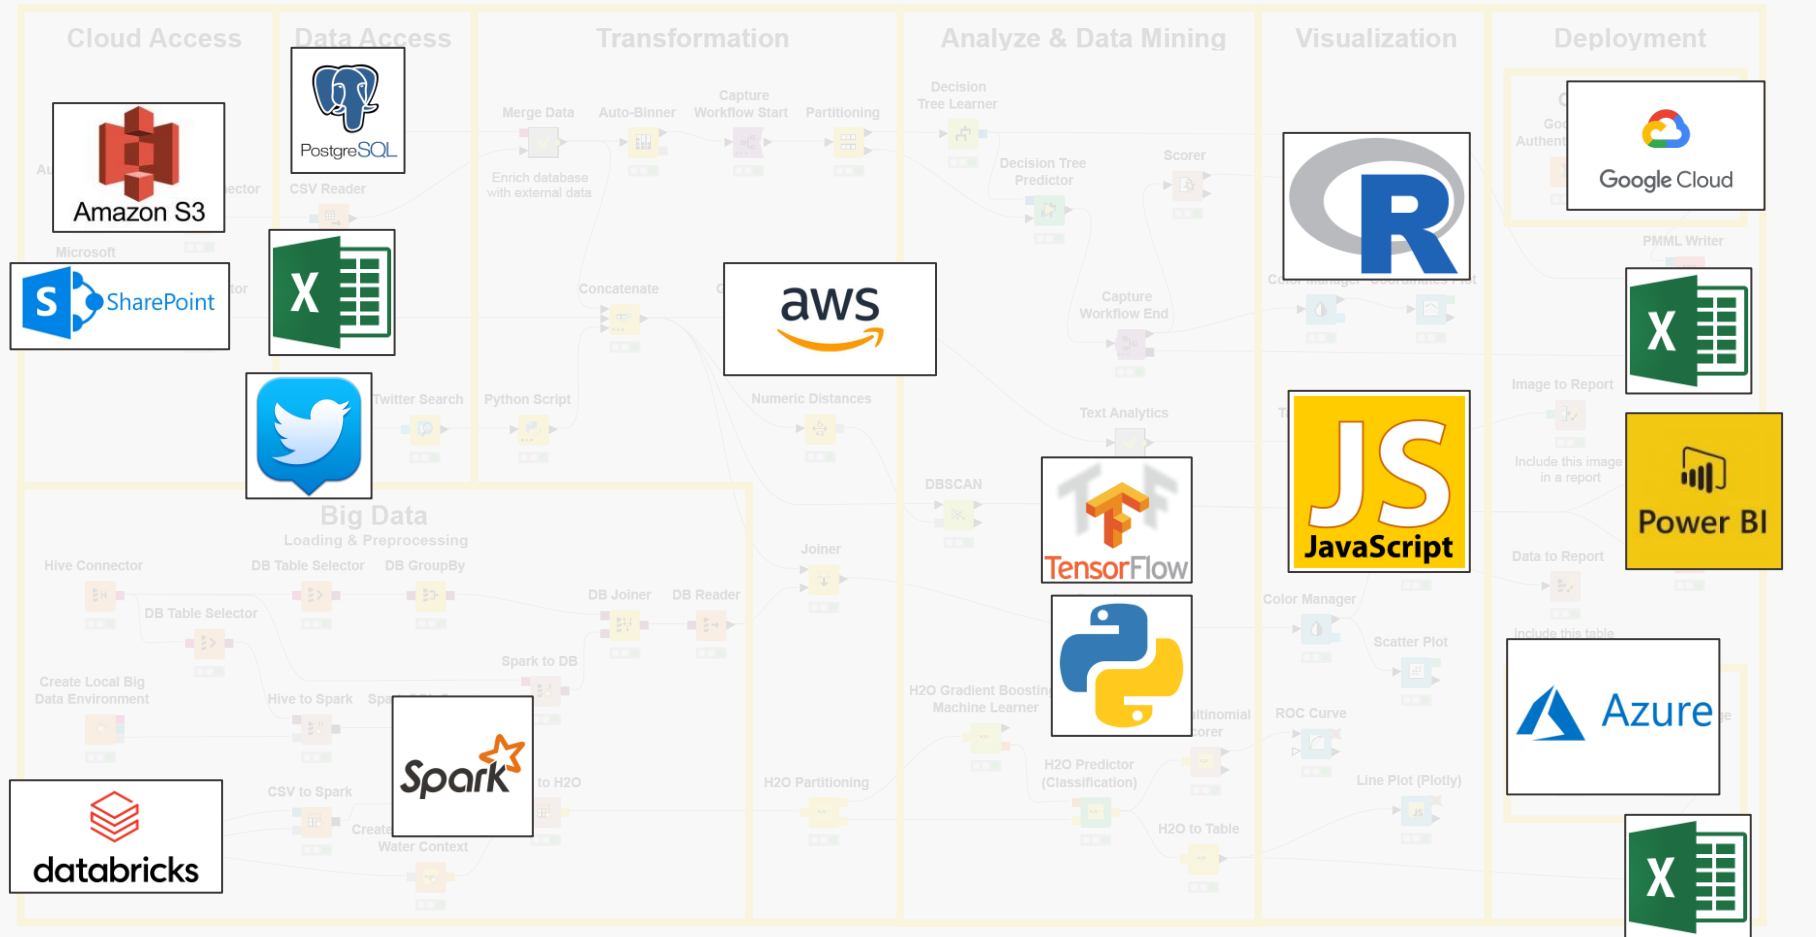 Cloud Access
Data Access
Transformation
Analyze & Data Mining
Visualization
Deployment
Amazon S3
PostgreSQL
CSV Reader
Merge Data
Enrich database
with external data
Auto-Binner
Capture
Workflow Start
Partitioning
Decision
Tree Learner
Decision Tree
Predictor
Scorer
R
Google Cloud
PMML Writer
Microsoft
S
SharePoint
X
Concatenate
aws
Capture
Workflow End
Color Manager
Coordinates Plot
X
Twitter Search
Python Script
Numeric Distances
Text Analytics
JS
JavaScript
Image to Report
Include this image
in a report
Power BI
DBSCAN
TensorFlow
Big Data
Loading & Preprocessing
Hive Connector
DB Table Selector
DB GroupBy
DB Table Selector
DB Joiner
DB Reader
Joiner
Color Manager
Data to Report
Include this table
Scatter Plot
Spark to DB
Create Local Big
Data Environment
Hive to Spark
Spark
H2O Gradient Boosting
Machine Learner
ROC Curve
Azure
CSV to Spark
to H2O
H2O Partitioning
H2O Predictor
(Classification)
Line Plot (Plotly)
H2O to Table
Create
Water Context
databricks
X